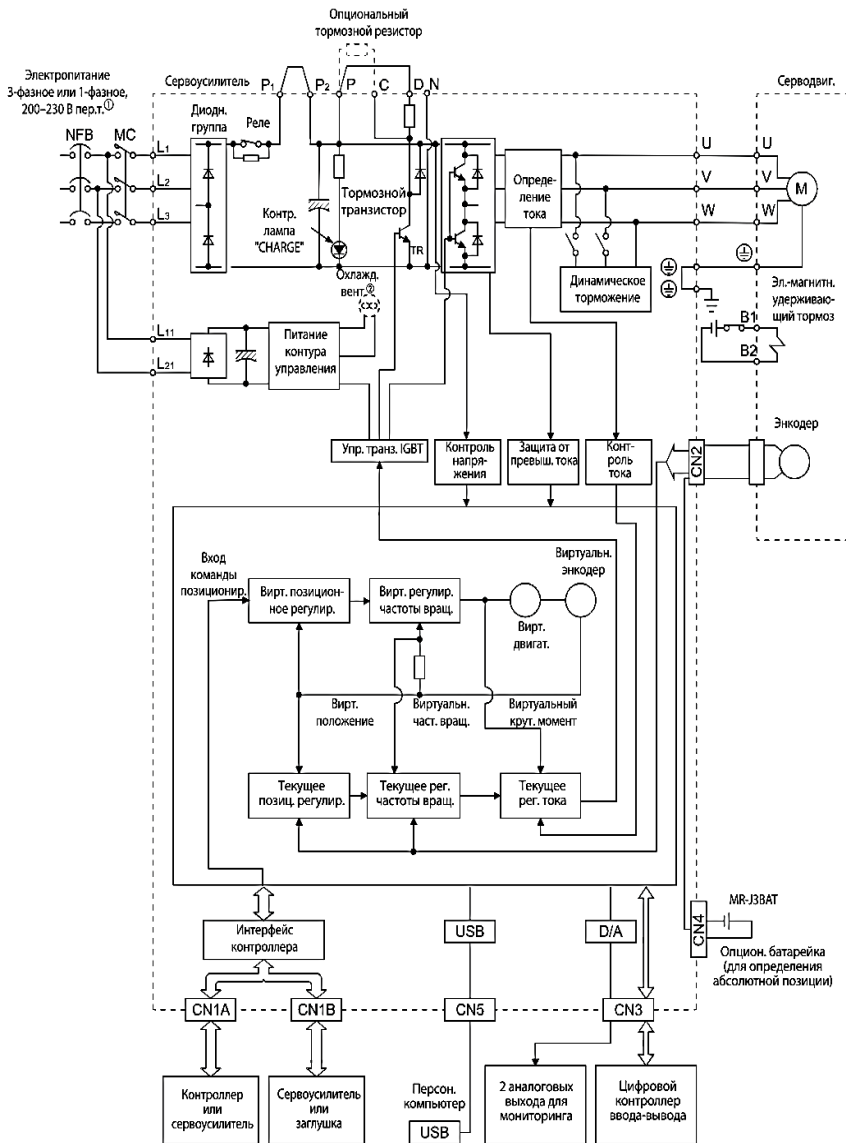 Опциональный
тормозной резистор
Электропитание
3-фазное или 1-фазное,
200–230 В пер.т.①
Сервоусилитель
P1
P2
P
C
D
N
Серводвиг.
NFB
MC
Диодн.
группа
Реле
L1
L2
L3
Контр.
лампа
"CHARGE"
Тормозной
транзистор
TR
Определе-
ние
тока
U
V
W
U
V
W
M
Динамическое
торможение
Охлажд.
вент.②
Эл.-магнитн.
удерживаю-
щий тормоз
B1
B2
L11
L21
Питание
контура
управления
Энкодер
Упр. транз. IGBT
Контроль
напря-
жения
Защита от
превыш. тока
Конт-
роль
тока
CN2
Вход
команды
позиционир.
Вирт. позицион-
ное регулир.
Вирт. регулир.
частоты вращ.
Виртуальн.
энкодер
Вирт.
двигат.
Вирт.
положение
Виртуальн.
част. вращ.
Виртуальный
крут. момент
Текущее
позиц. регулир.
Текущее рег.
частоты вращ.
Текущее
рег. тока
Интерфейс
контроллера
USB
D/A
CN4
MR-J3BAT
Опцион. батарейка
(для определения
абсолютной позиции)
CN1A
CN1B
CN5
CN3
Контроллер
или
сервоусилитель
Сервоусилитель
или
заглушка
Персон.
компьютер
USB
2 аналоговых
выхода для
мониторинга
Цифровой
контроллер
ввода-вывода